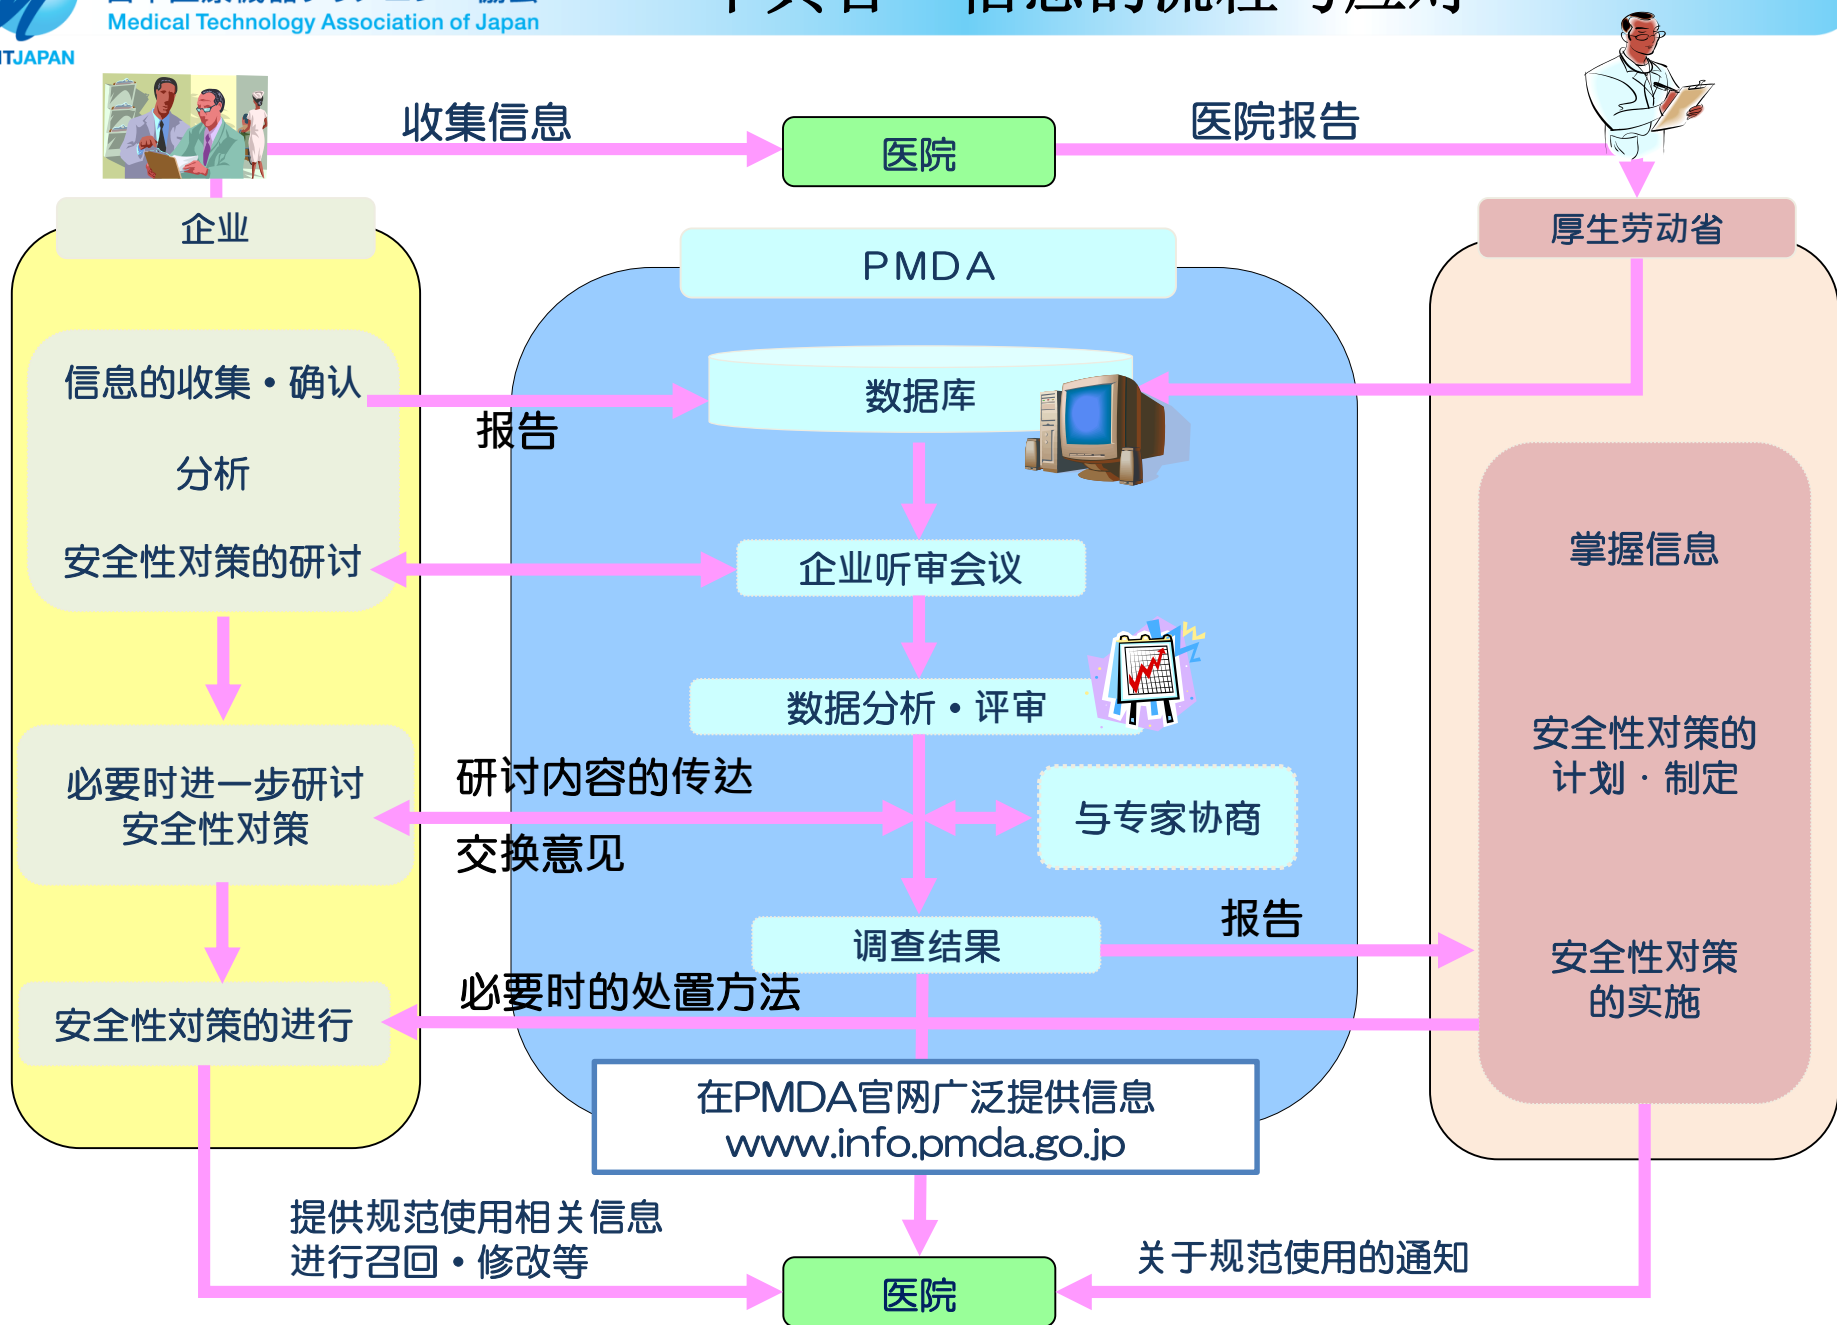 Medical Technology Association of Japan
MTJAPAN
收集信息
医院报告
医院
企业
厚生劳动省
PMDA
信息的收集・确认
数据库
报告
分析
安全性对策的研讨
企业听审会议
掌握信息
数据分析・评审
安全性对策的
计划・制定
必要时进一步研讨
安全性对策
研讨内容的传达
交换意见
与专家协商
报告
调查结果
安全性对策
的实施
必要时的处置方法
安全性対策的进行
在PMDA官网广泛提供信息
www.info.pmda.go.jp
提供规范使用相关信息
进行召回・修改等
关于规范使用的通知
医院